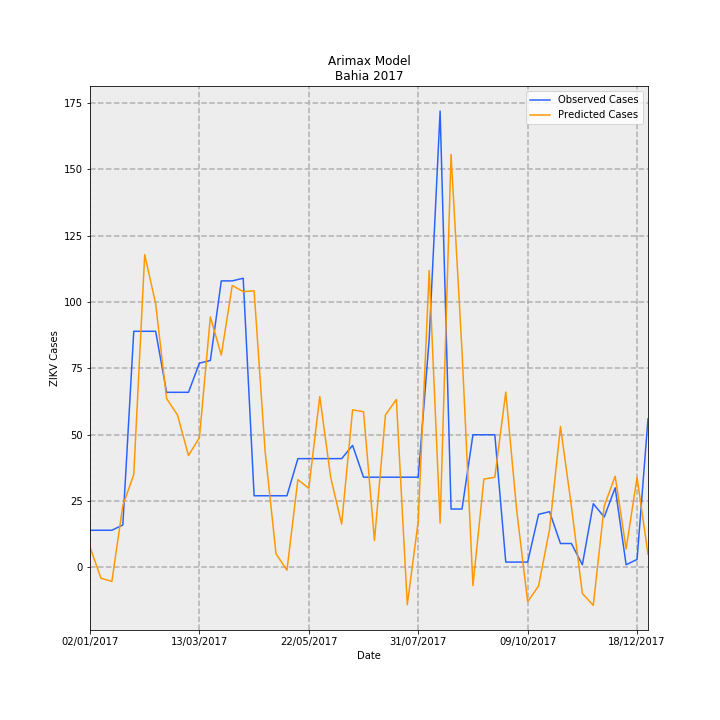 Arimax Model
Bahia 2017
Observed Cases
Predicted Cases
175
150
125
100
75
50
25
0
ZIKV Cases
02/01/2017 13/03/2017 22/05/2017 31/07/2017 09/10/2017 18/12/2017
Date